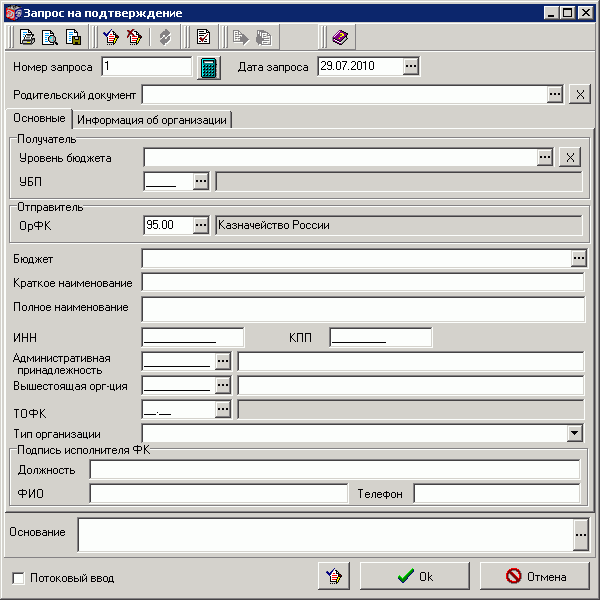 Запрос на подтверждение
Номер запроса 1 Дата запроса 29.07.2010
Родительский документ X
Основные Информация об организации
Получатель
Уровень бюджета X
УБП
Отправитель
ОрФК 95.00 Казначейство России
Бюджет
Краткое наименование
Полное наименование
ИНН КПП
Административная
принадлежность
Вышестоящая орг-ция
ТОФК __.__
Тип организации
Подпись исполнителя ФК
Должность
ФИО Телефон
Основание
Потоковый ввод Ok Отмена